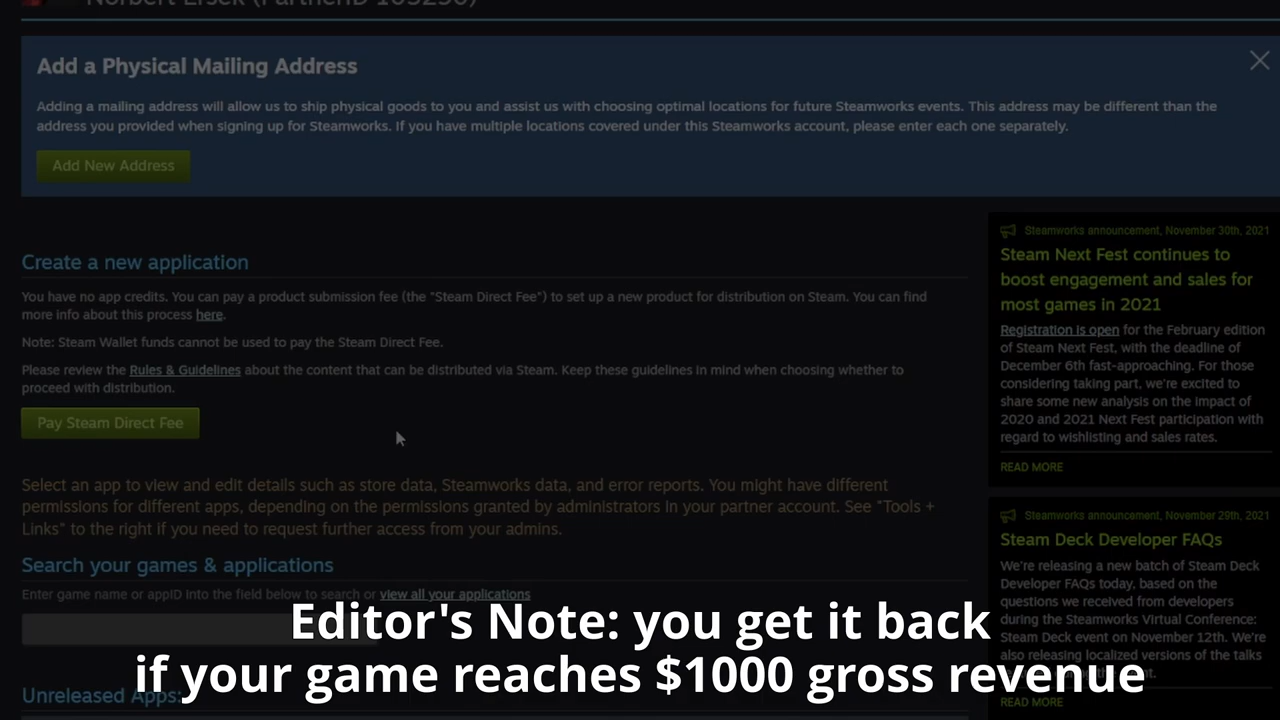 Norbert Ersek (PartnerID
Add a Physical Mailing Address
Adding a mailing address will allow us to ship physical goods to you and assist us with choosing optimal locations for future Steamworks events. This address may be different than the
address you provided when signing up for Steamworks. If you have multiple locations covered under this Steamworks account, please enter each one separately.
Add New Address
Create a new application
You have no app credits. You can pay a product submission fee (the "Steam Direct Fee") to set up a new product for distribution on Steam. You can find
more info about this process here.
Note: Steam Wallet funds cannot be used to pay the Steam Direct Fee.
Please review the Rules & Guidelines about the content that can be distributed via Steam. Keep these guidelines in mind when choosing whether to
proceed with distribution.
Pay Steam Direct Fee
Select an app to view and edit details such as store data, Steamworks data, and error reports. You might have different
permissions for different apps, depending on the permissions granted by administrators in your partner account. See "Tools +
Links" to the right if you need to request further access from your admins.
Search your games & applications
Enter game name or appID into the field below to search or view all your applications
Unreleased Apps:
Steamworks announcement, November 30th, 2021
Steam Next Fest continues to
boost engagement and sales for
most games in 2021
Registration is open for the February edition
of Steam Next Fest, with the deadline of
December 6th fast-approaching. For those
considering taking part, we're excited to
share some new analysis on the impact of
2020 and 2021 Next Fest participation with
regard to wishlisting and sales rates.
READ MORE
Steamworks announcement, November 29th, 2021
Steam Deck Developer FAQs
We're releasing a new batch of Steam Deck
Developer FAQs today, based on the
questions we received from developers
during the Steamworks Virtual Conference:
Steam Deck event on November 12th. We're
also releasing localized versions of the talks
READ MORE
Editor's Note: you get it back
if your game reaches $1000 gross revenue